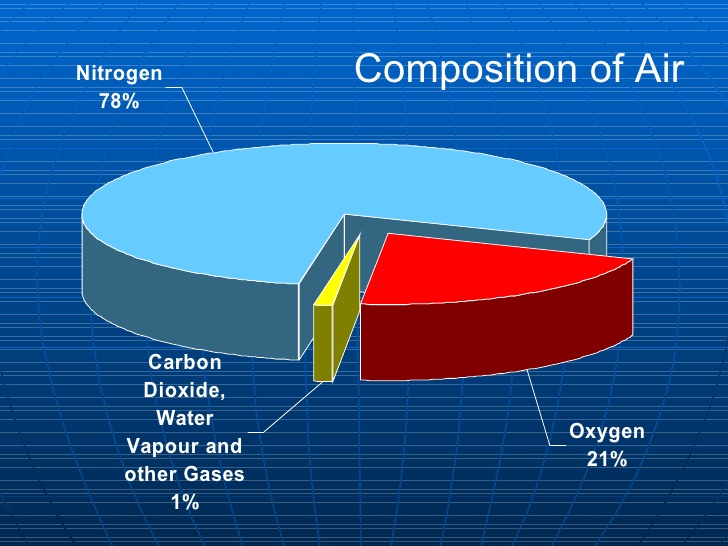 Composition of Air
Nitrogen
78%
Carbon
Dioxide,
Water
Vapour and
other Gases
1%
Oxygen
21%